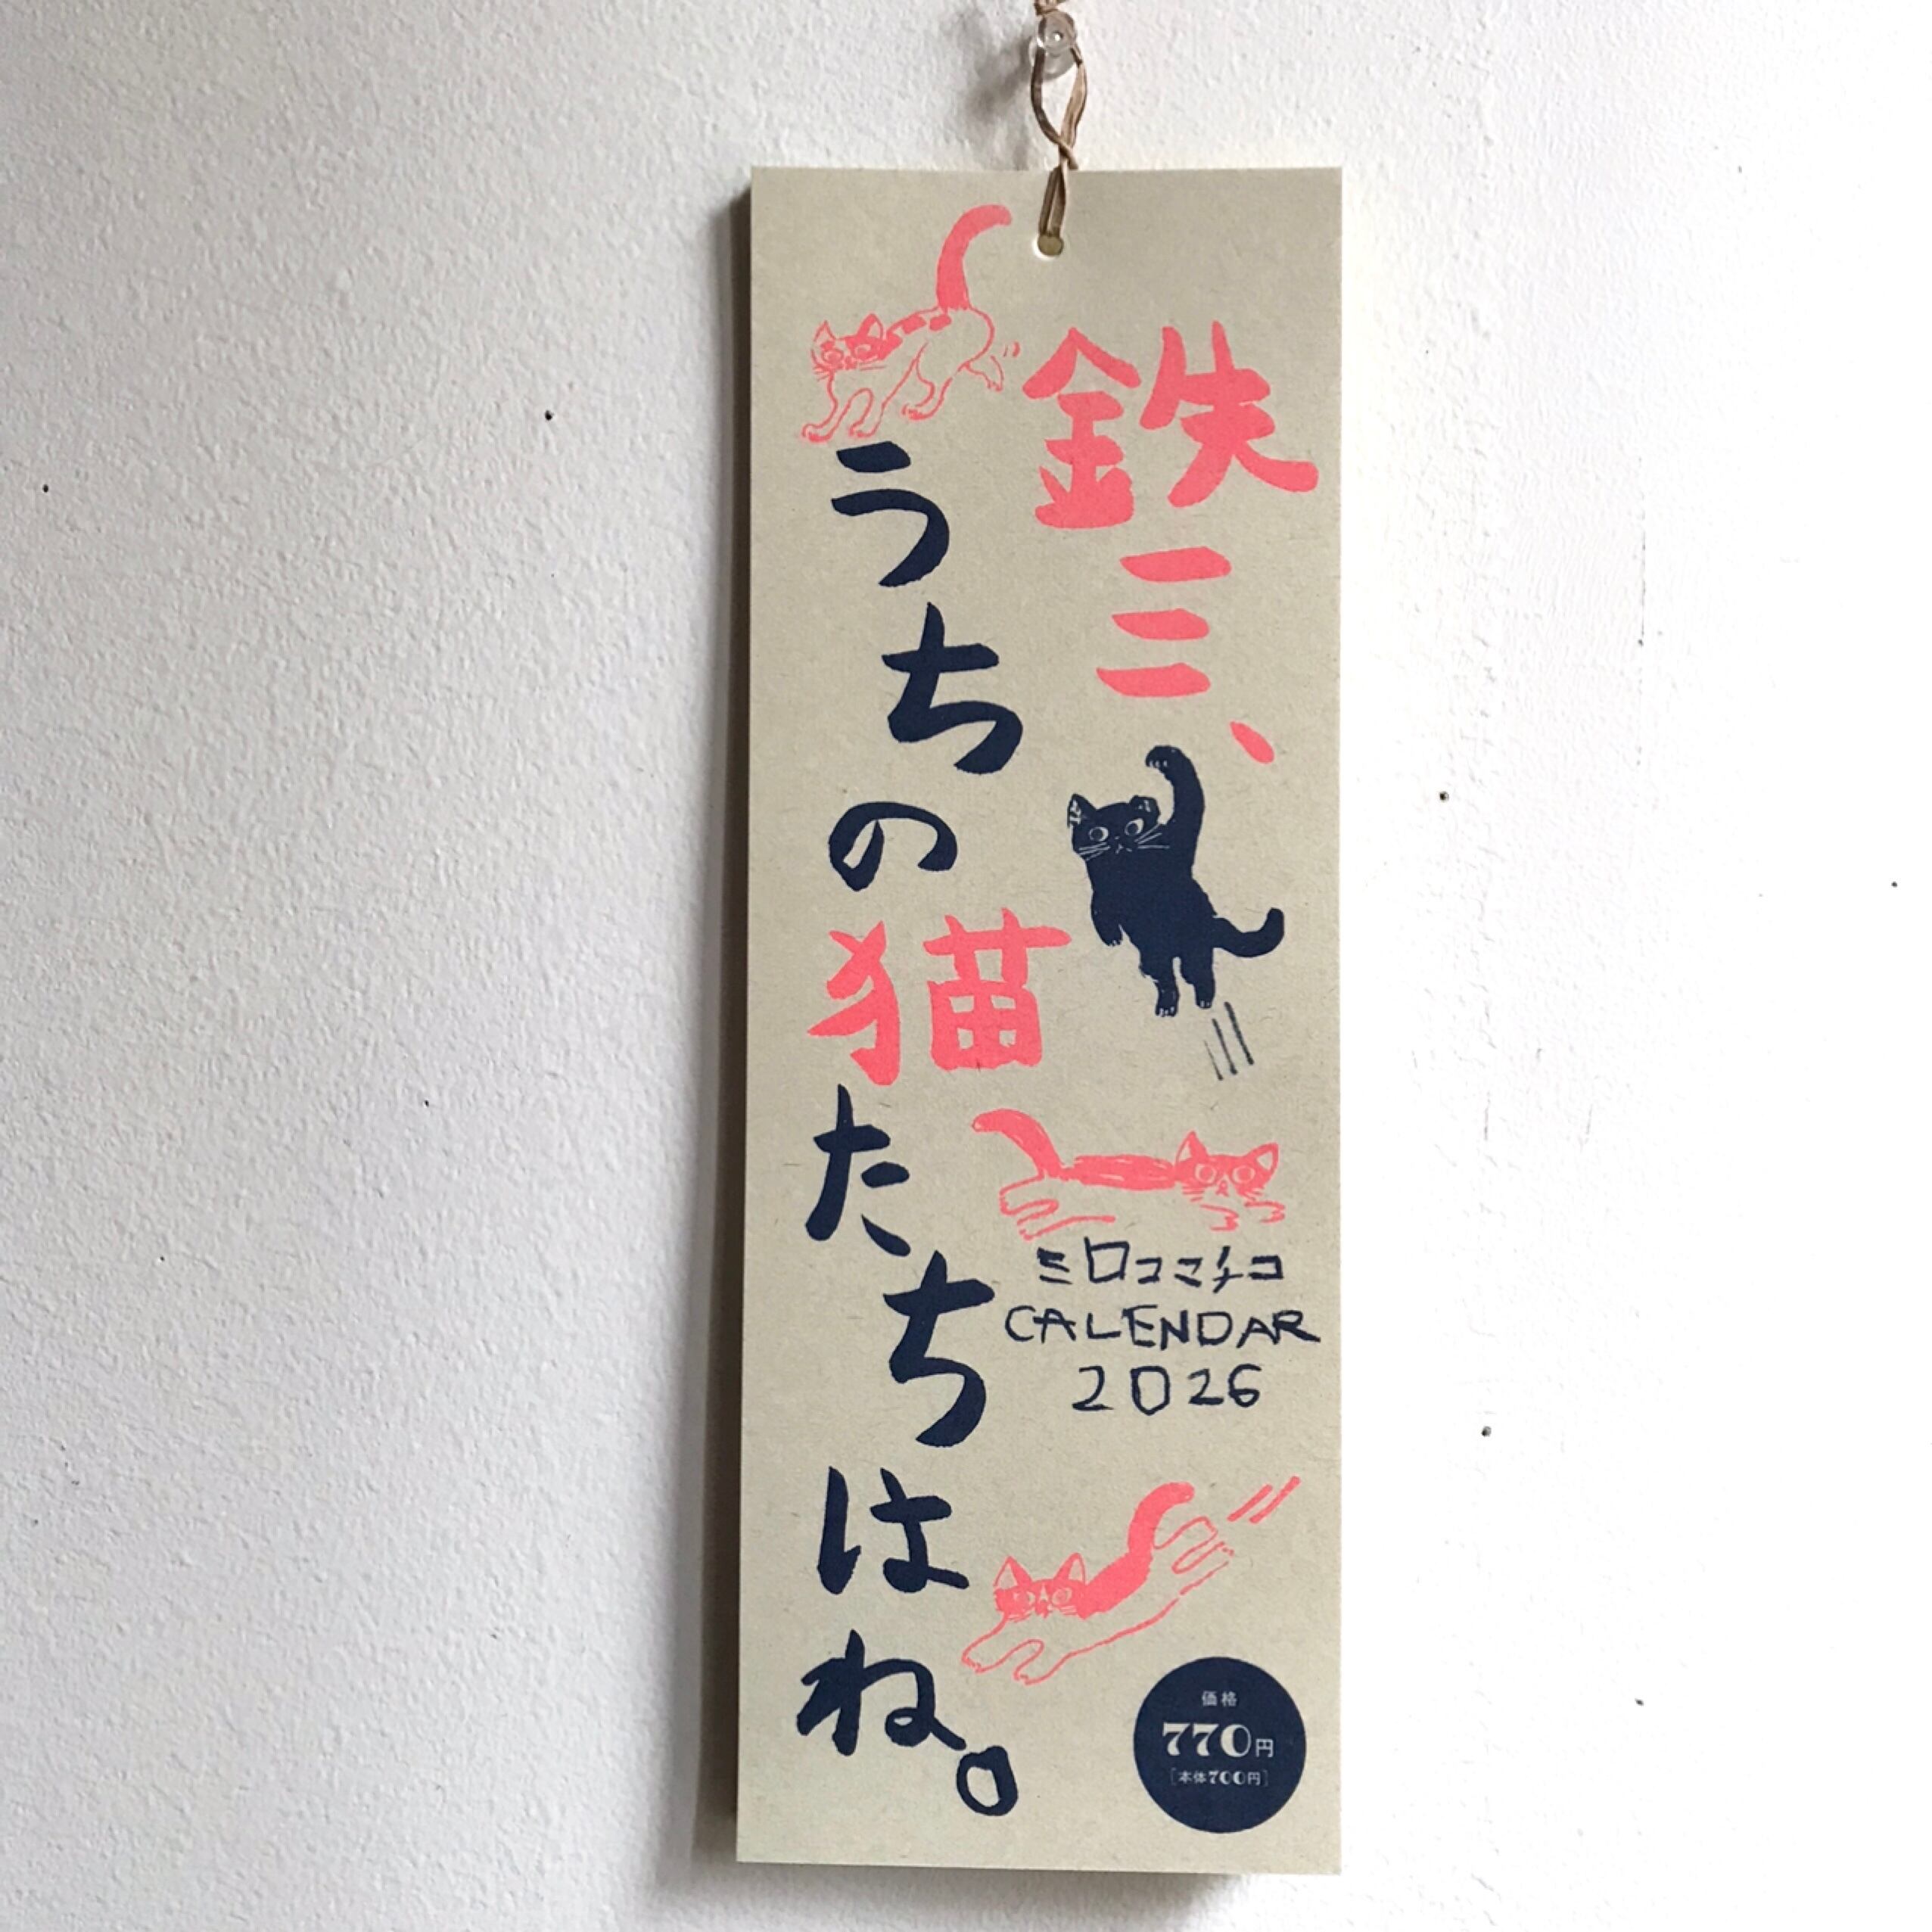 鉄三、
うちの猫たちはね。
ミロコマチコ
CALENDAR
2026
価格
770円
[本体700円]